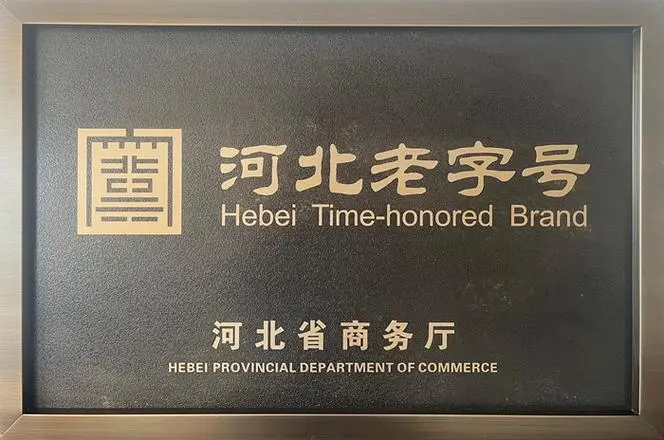 河北老字号
Hebei Time-honored Brand
河北省商务厅
HEBEI PROVINCIAL DEPARTMENT OF COMMERCE